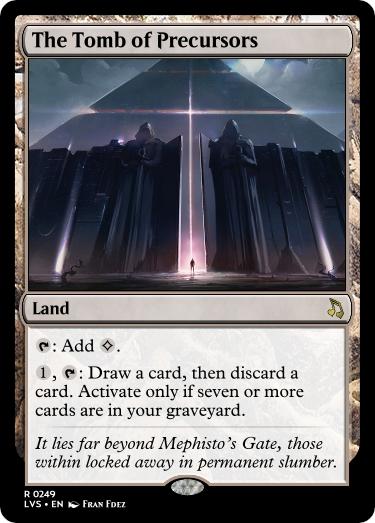 The Tomb of Precursors
Land
: Add .
1, : Draw a card, then discard a
card. Activate only if seven or more
cards are in your graveyard.
It lies far beyond Mephisto's Gate, those
within locked away in permanent slumber.
R 0249
LVS • EN Fran Fdez